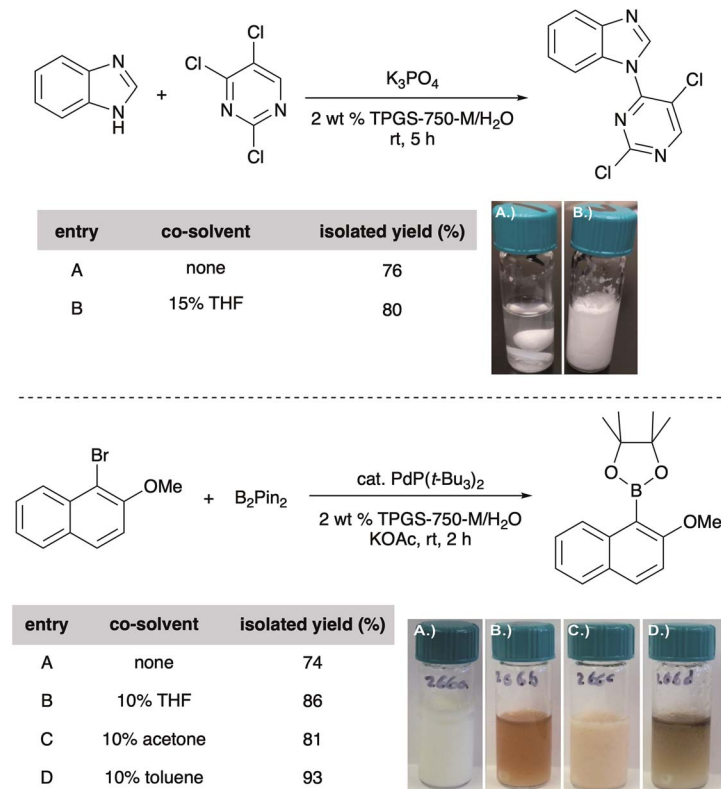 N
N
H
+
Cl
Cl
N
N
Cl
K₃PO₄
2 wt % TPGS-750-M/H₂O
rt, 5 h
N
N
Cl
N
N
Cl
entry co-solvent isolated yield (%)
A none 76
B 15% THF 80
A.) B.)
Br
OMe
+ B₂Pin₂
cat. PdP(t-Bu₃)₂
2 wt % TPGS-750-M/H₂O
KOAc, rt, 2 h
O O
B
OMe
entry co-solvent isolated yield (%)
A none 74
B 10% THF 86
C 10% acetone 81
D 10% toluene 93
A.) B.) C.) D.)
266a 266b 266c 266d